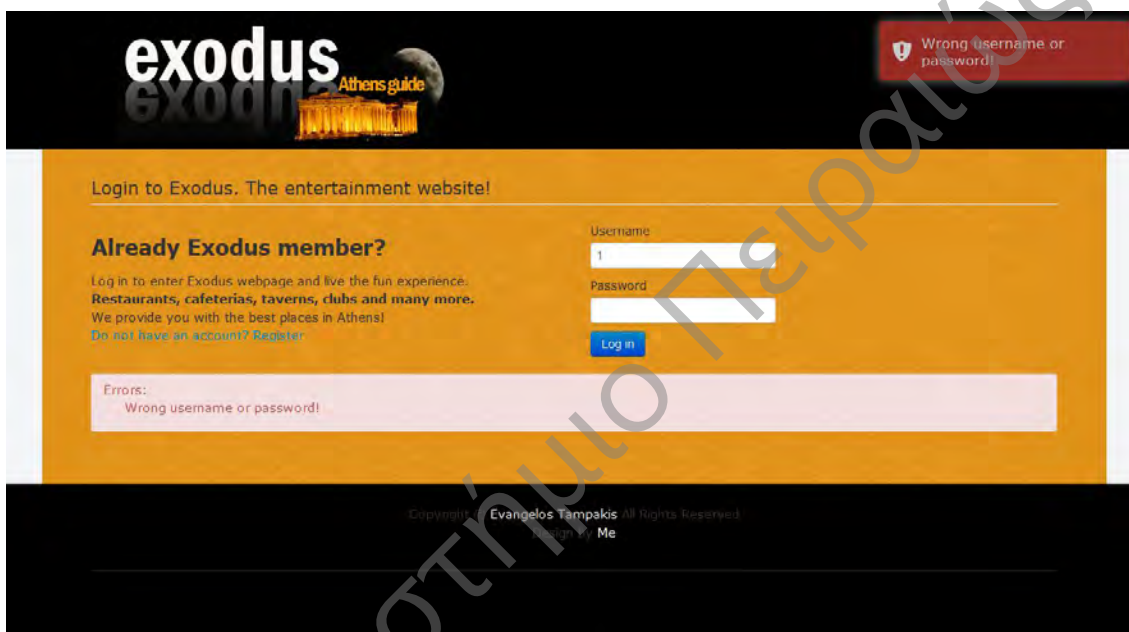 exodus
Athens guide
Wrong username or
password!
Login to Exodus. The entertainment website!
Already Exodus member?
Log in to enter Exodus webpage and live the fun experience.
Restaurants, cafeterias, taverns, clubs and many more.
We provide you with the best places in Athens!
Do not have an account? Register
Username
1
Password
Log in
Errors:
Wrong username or password!
Copyright © Evangelos Tampakis All Rights Reserved
Design By Me
στήμιο Πειραιώς